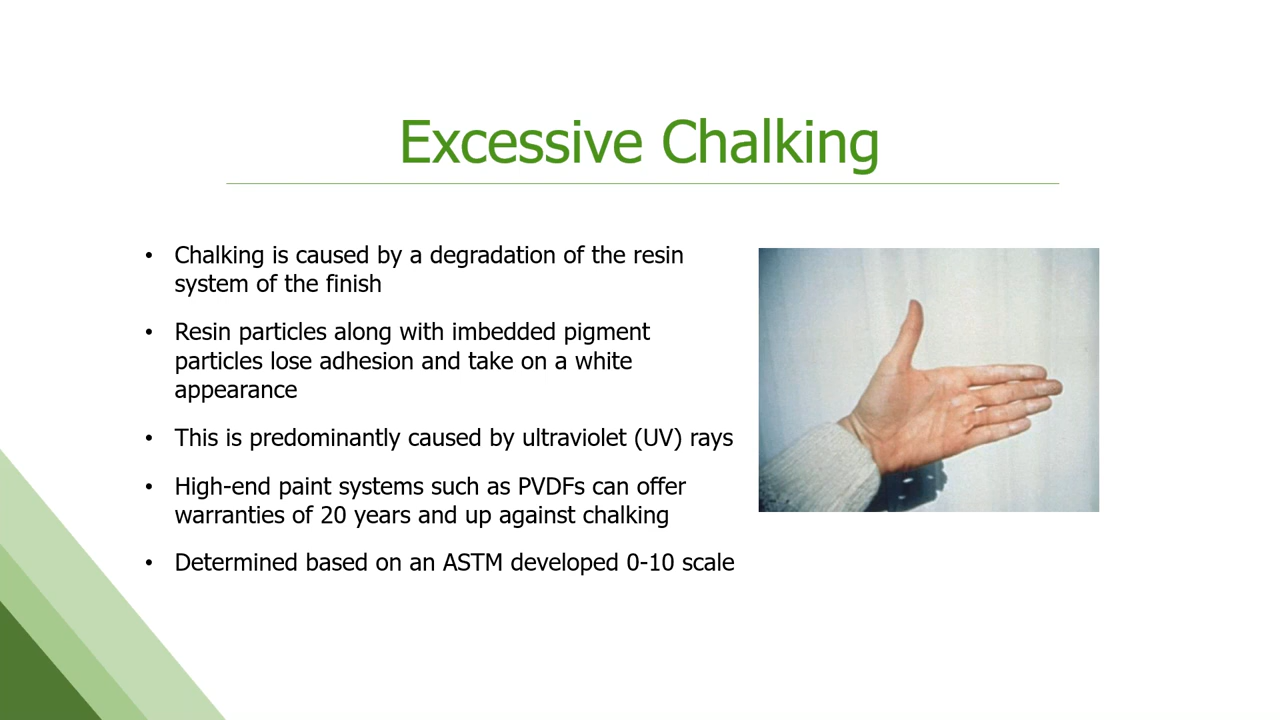 Excessive Chalking
• Chalking is caused by a degradation of the resin
system of the finish
• Resin particles along with imbedded pigment
particles lose adhesion and take on a white
appearance
• This is predominantly caused by ultraviolet (UV) rays
• High-end paint systems such as PVDFs can offer
warranties of 20 years and up against chalking
• Determined based on an ASTM developed 0-10 scale